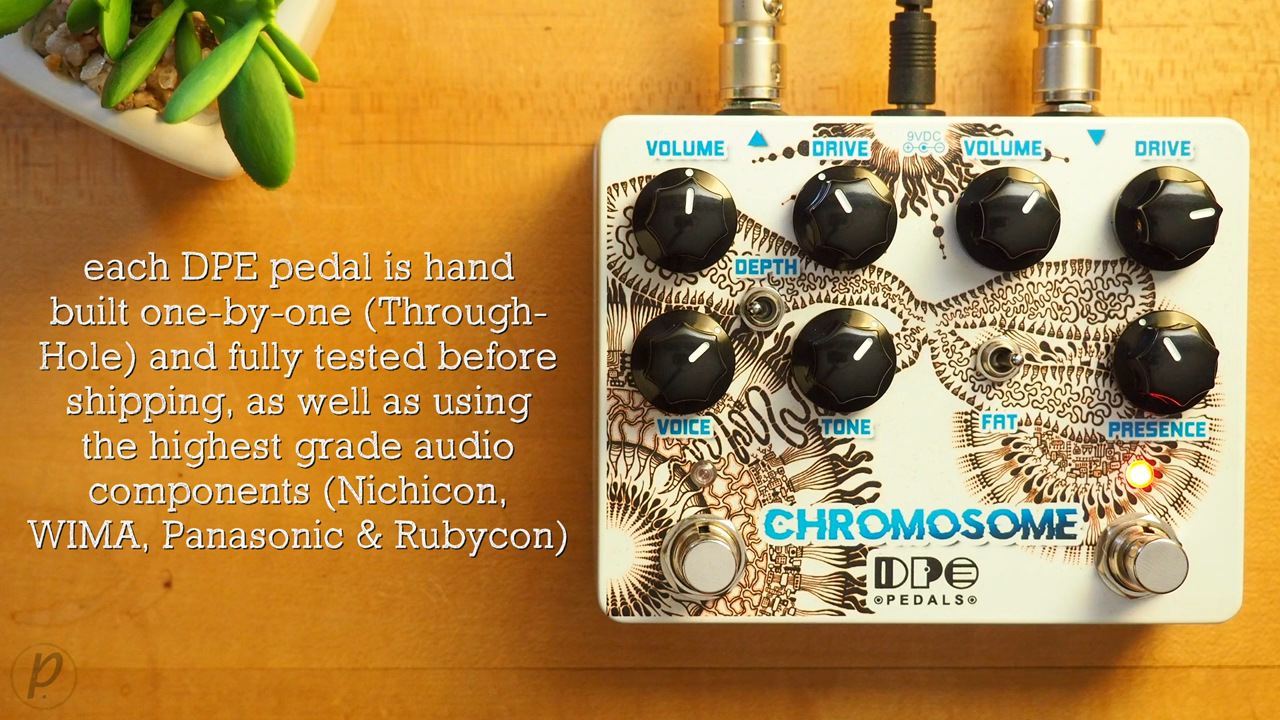 each DPE pedal is hand
built one-by-one (Through-
Hole) and fully tested before
shipping, as well as using
the highest grade audio
components (Nichicon,
WIMA, Panasonic & Rubycon)
p.
9VDC
VOLUME DRIVE VOLUME DRIVE
DEPTH
VOICE TONE FAT PRESENCE
CHROMOSOME
DPE
PEDALS